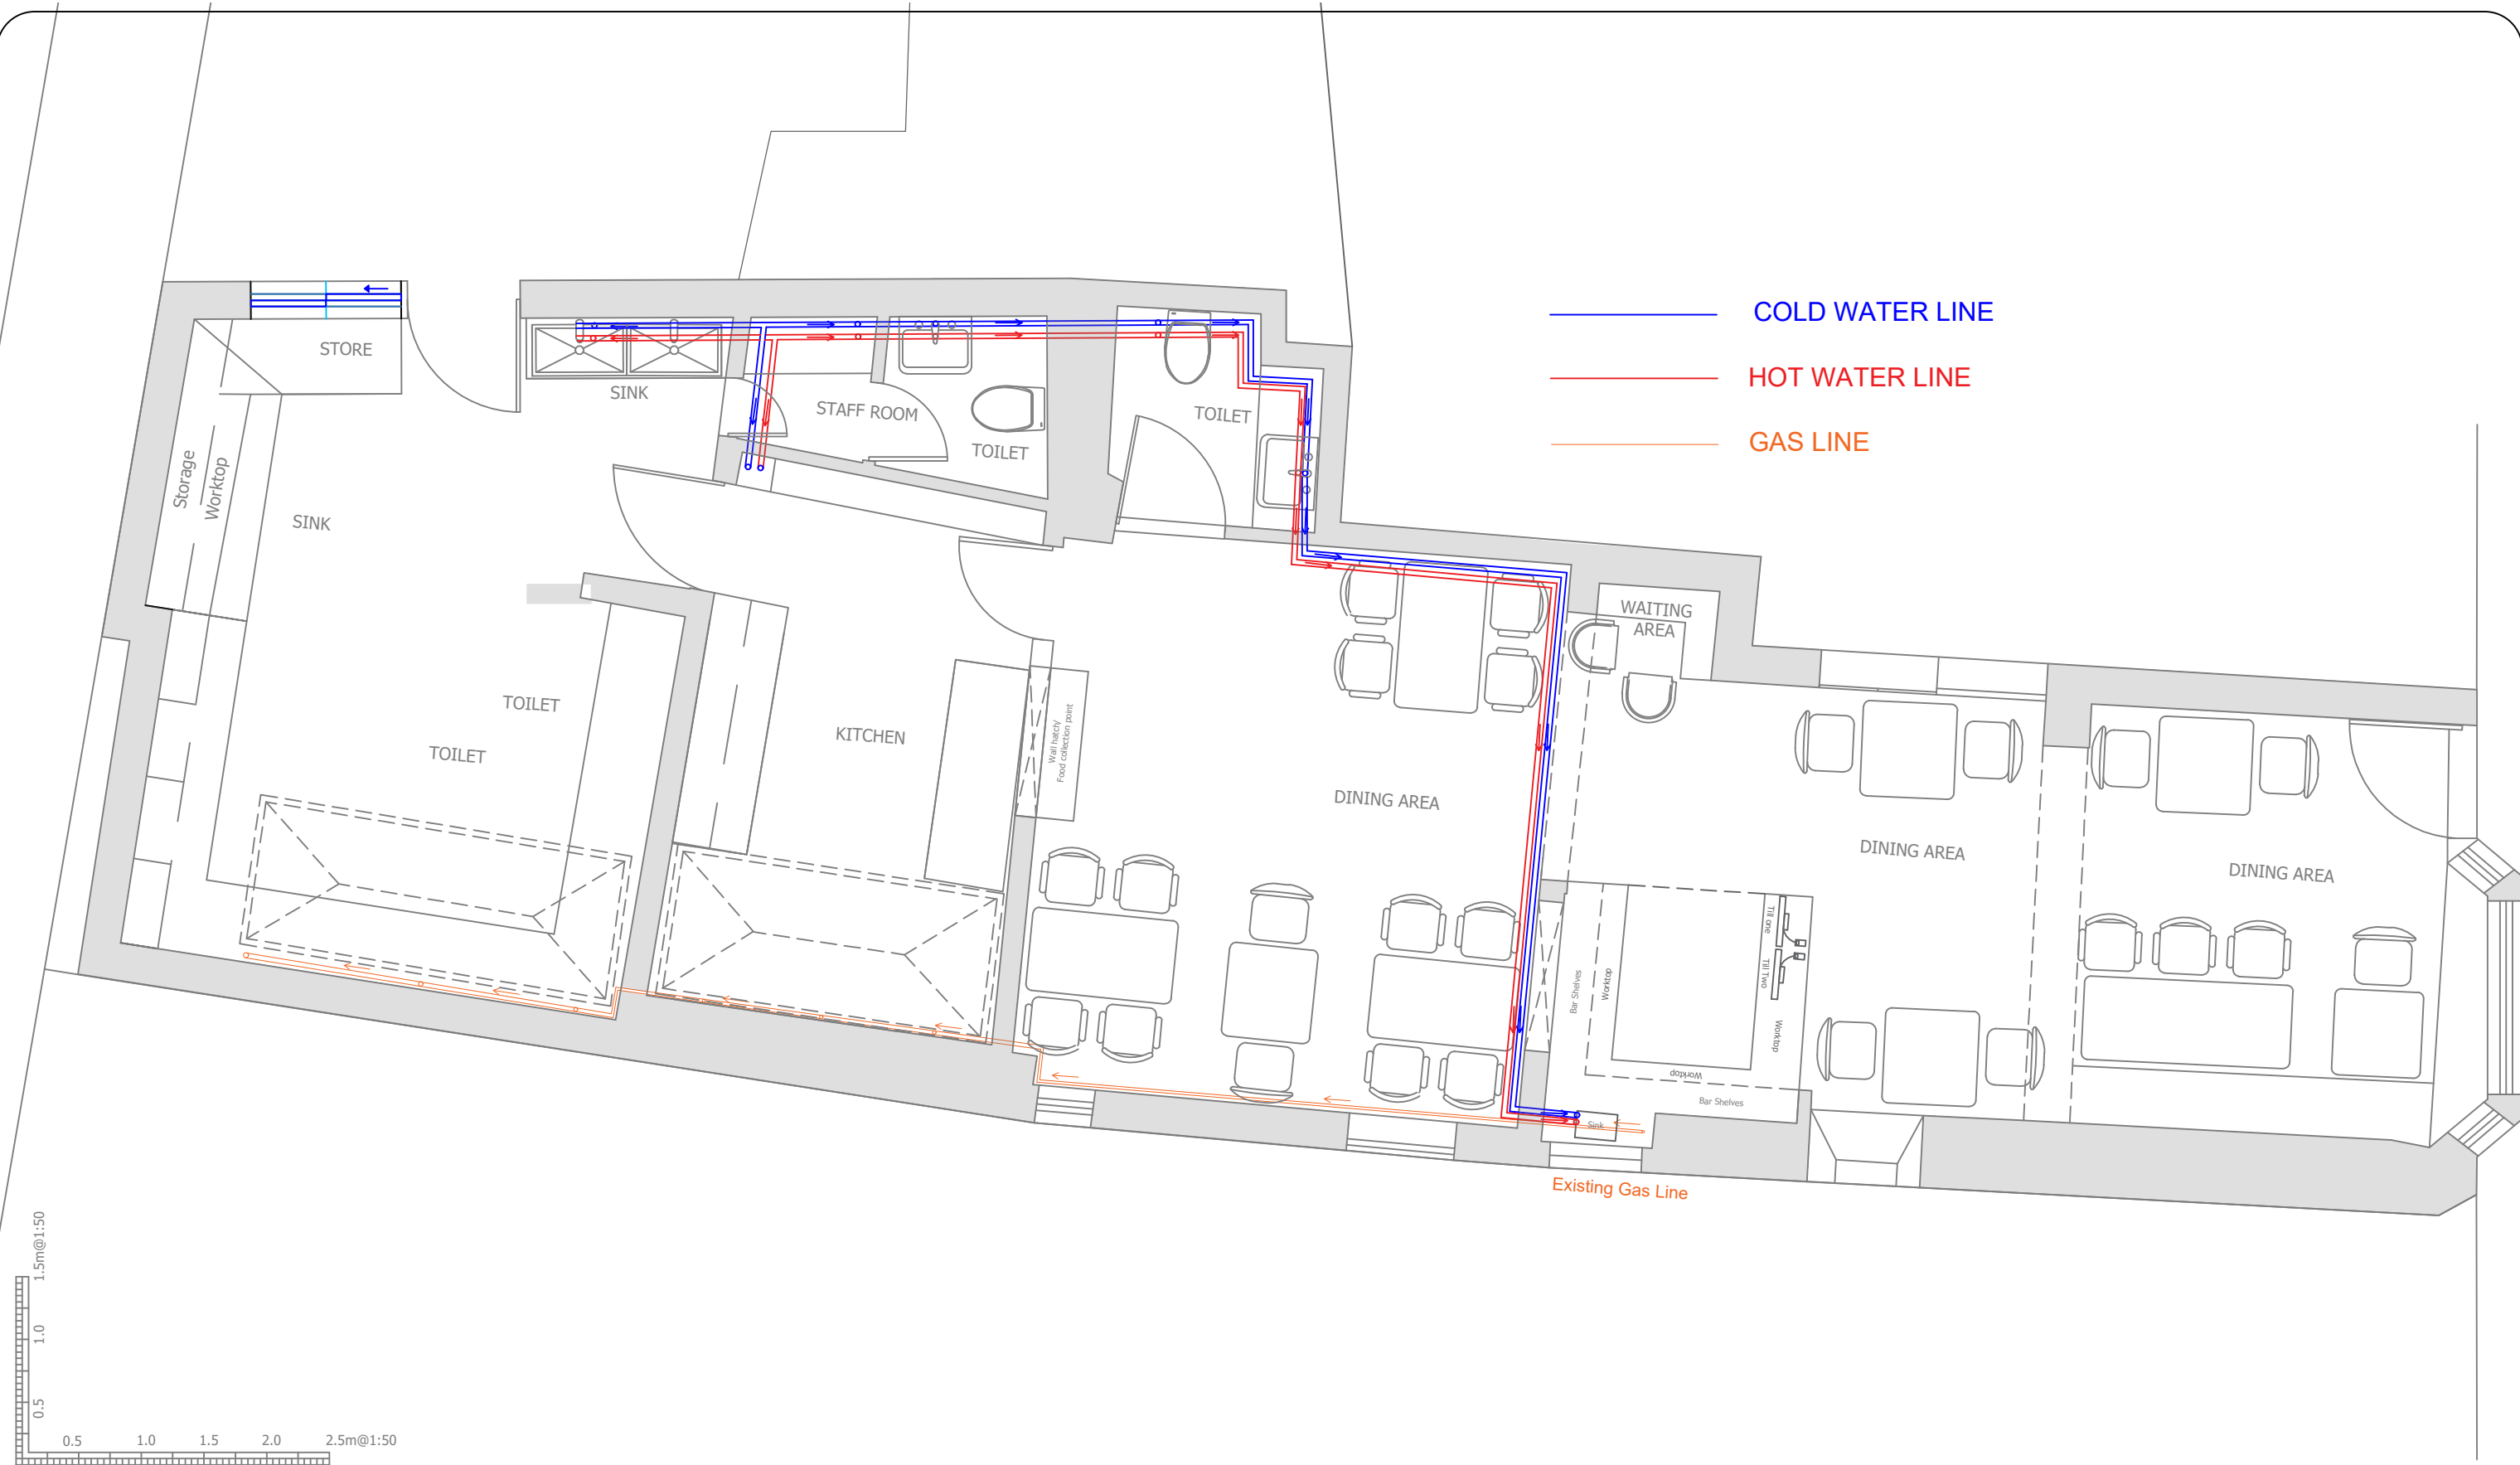 COLD WATER LINE
HOT WATER LINE
GAS LINE
STORE
SINK
STAFF ROOM
TOILET
TOILET
Storage
Worktop
SINK
WAITING
AREA
TOILET
TOILET
KITCHEN
Wall hatchy
Food collection point
DINING AREA
DINING AREA
DINING AREA
Till one
Till Two
Bar Shelves
Worktop
Worktop
Worktop
Bar Shelves
Sink
Existing Gas Line
1.5m@1:50
1.0
0.5
0.5 1.0 1.5 2.0 2.5m@1:50